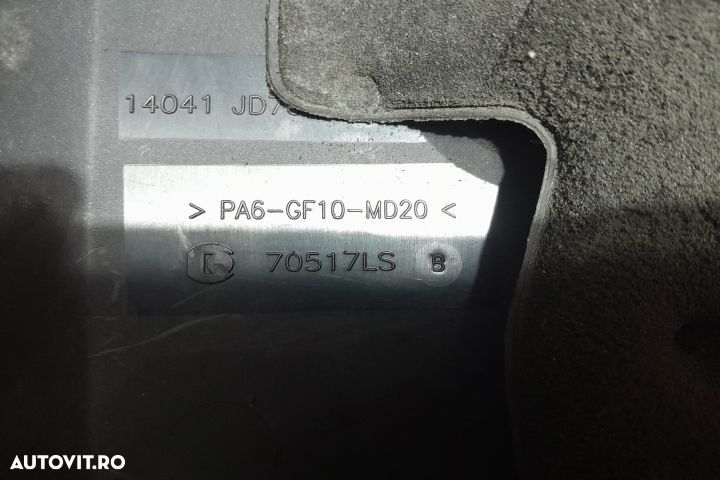 14041 JD7
> PA6-GF10-MD20 <
K 70517LS B
AUTOVIT.RO